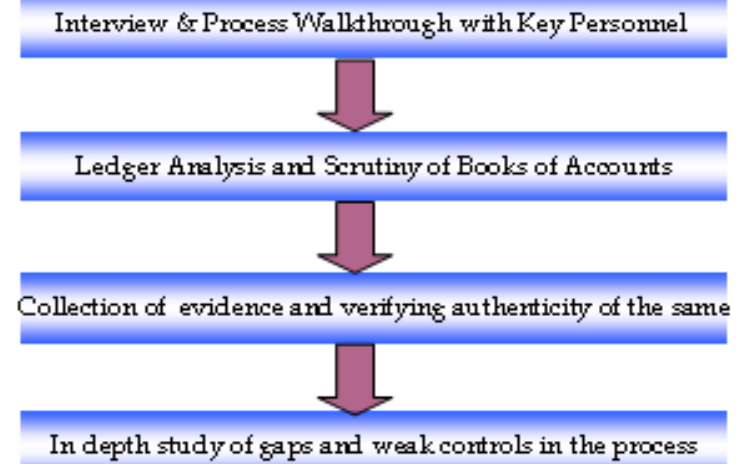 Interview & Process Walkthrough with Key Personnel
Ledger Analysis and Scrutiny of Books of Accounts
Collection of evidence and verifying authenticity of the same
In depth study of gaps and weak controls in the process